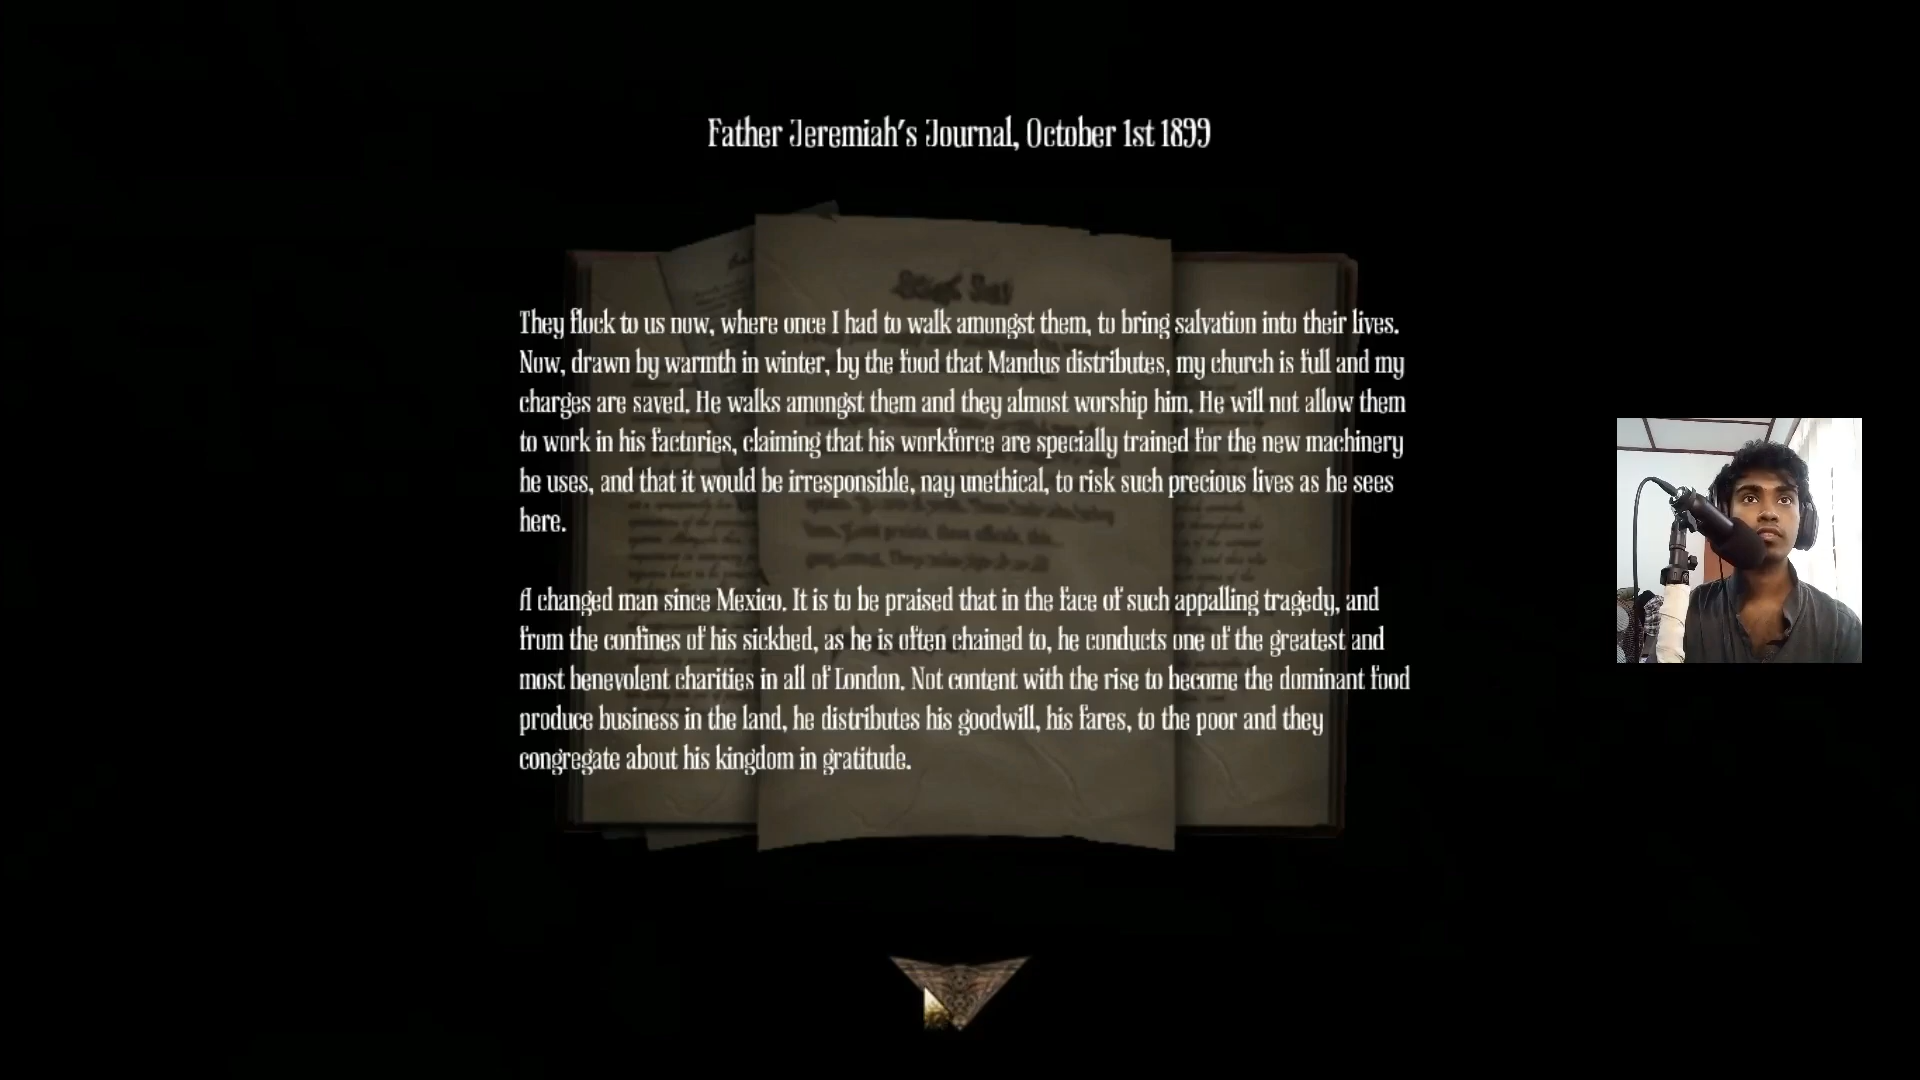 Father Jeremiah's Journal, October 1st 1899
They flock to us now, where once I had to walk amongst them, to bring salvation into their lives.
Now, drawn by warmth in winter, by the food that Mandus distributes, my church is full and my
charges are saved. He walks amongst them and they almost worship him. He will not allow them
to work in his factories, claiming that his workforce are specially trained for the new machinery
he uses, and that it would be irresponsible, nay unethical, to risk such precious lives as he sees
here.
A changed man since Mexico. It is to be praised that in the face of such appalling tragedy, and
from the confines of his sickbed, as he is often chained to, he conducts one of the greatest and
most benevolent charities in all of London. Not content with the rise to become the dominant food
produce business in the land, he distributes his goodwill, his fares, to the poor and they
congregate about his kingdom in gratitude.